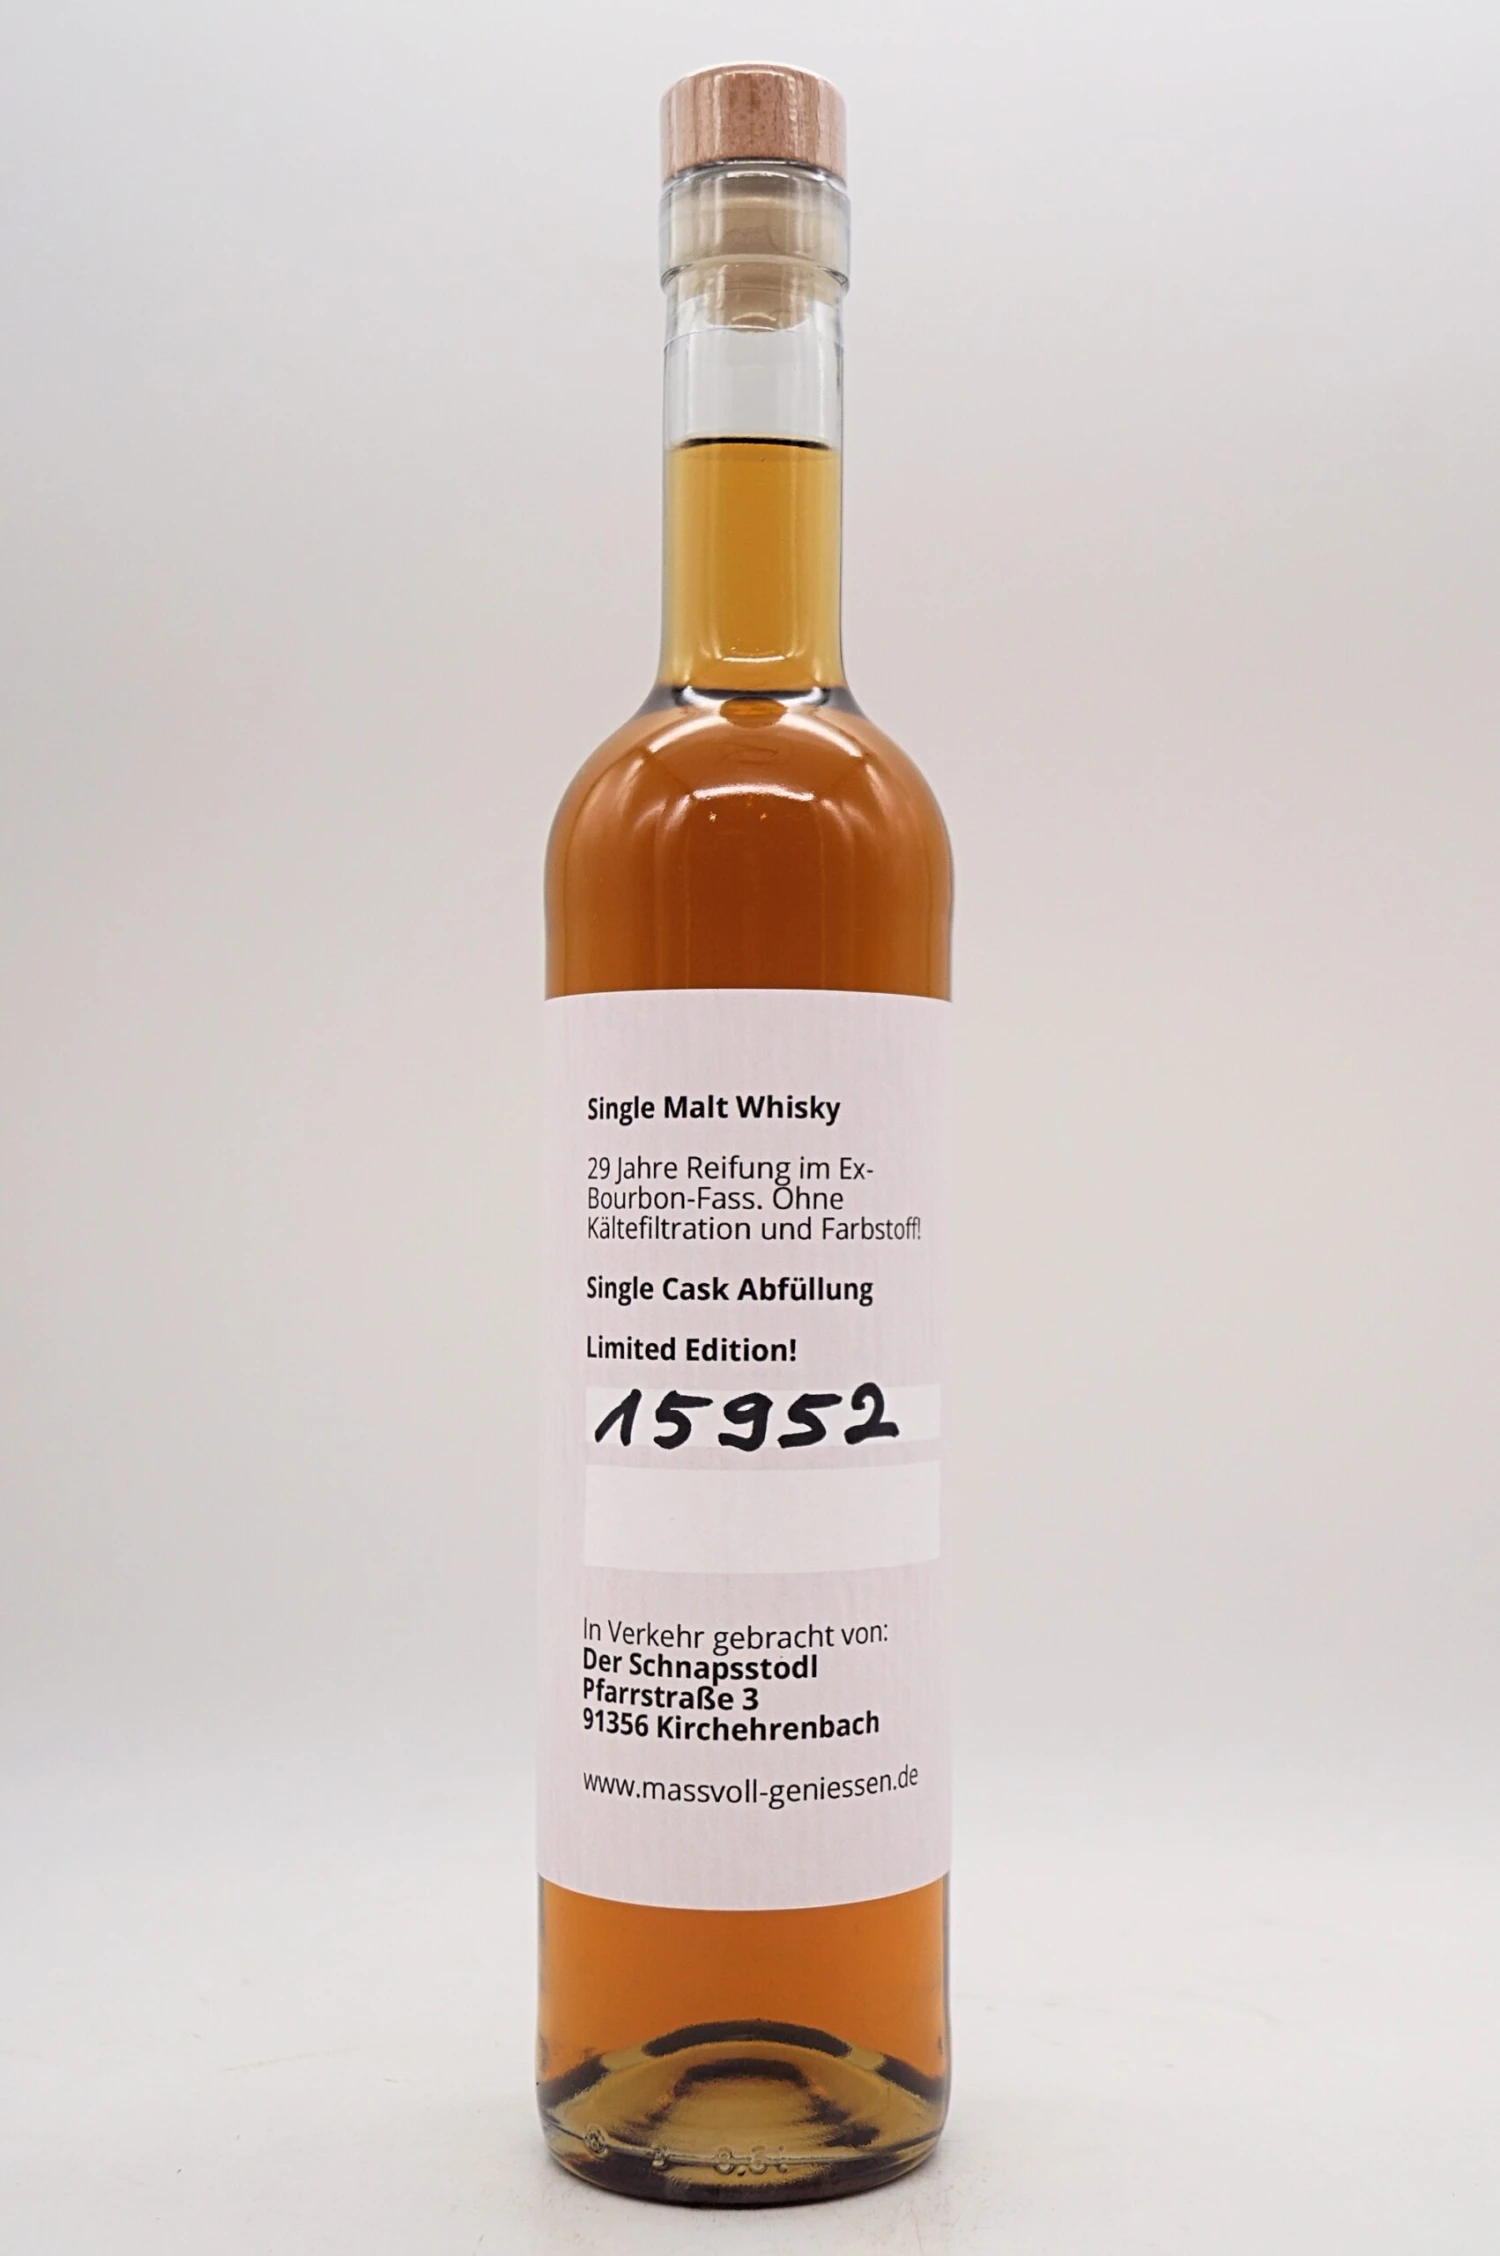 Single Malt Whisky
29 Jahre Reifung im Ex-
Bourbon-Fass. Ohne
Kältefiltration und Farbstoff!
Single Cask Abfüllung
Limited Edition!
15952
In Verkehr gebracht von:
Der Schnapsstodl
Pfarrstraße 3
91356 Kirchehrenbach
www.massvoll-geniessen.de